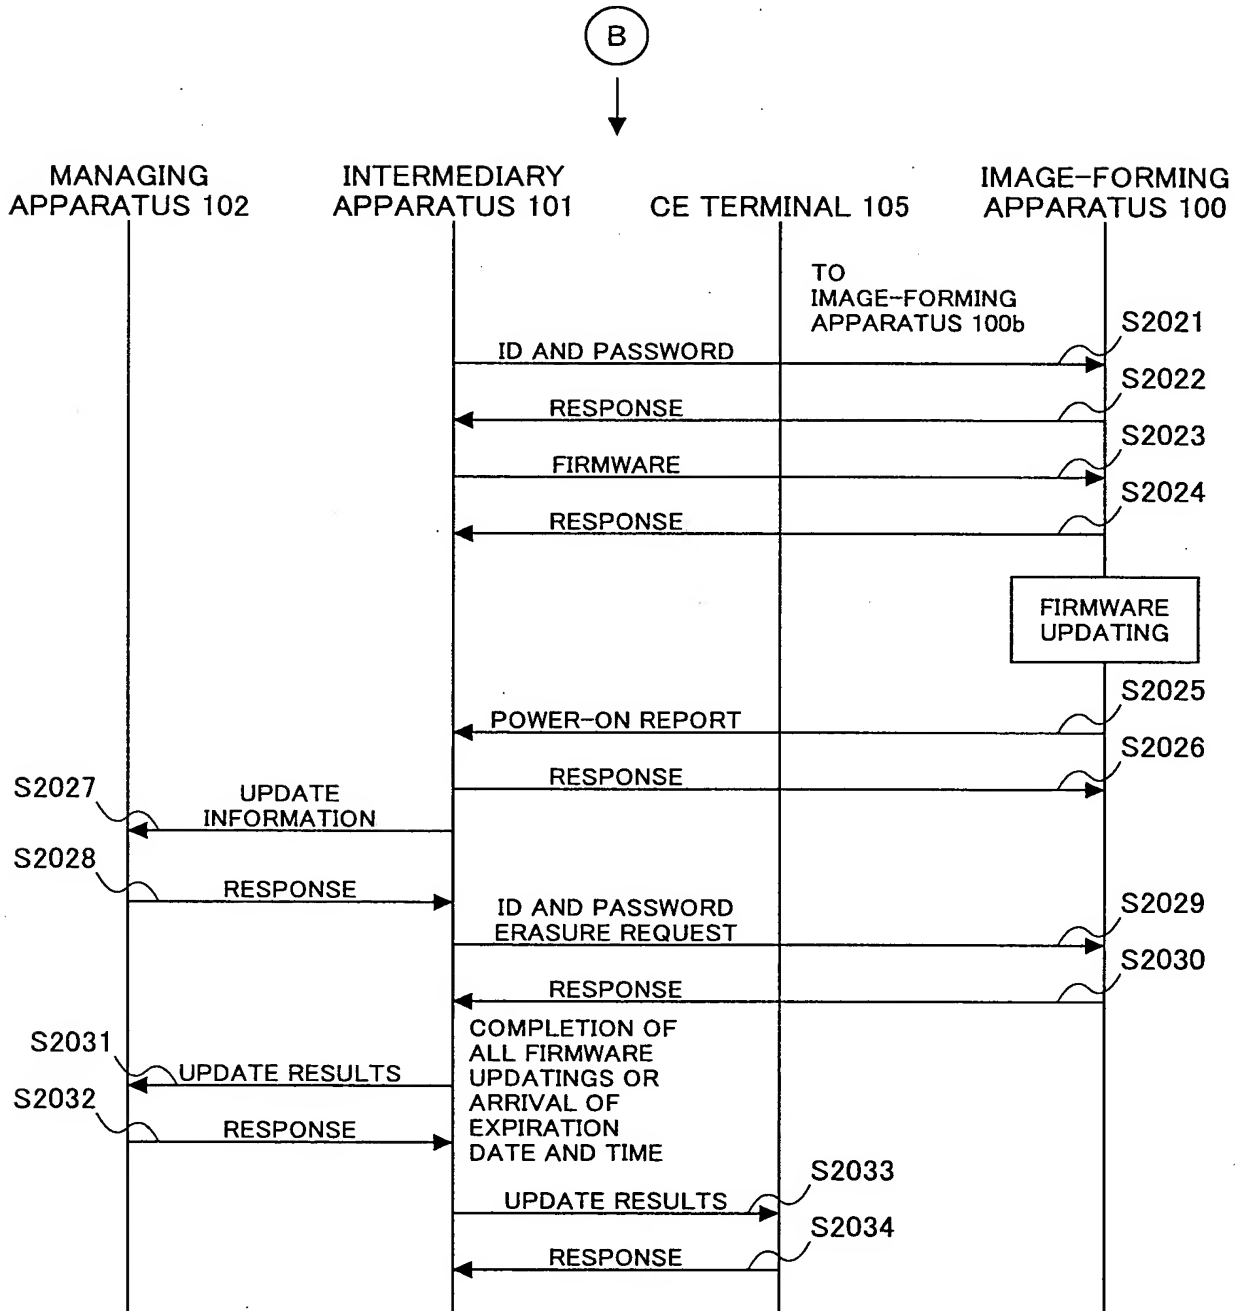 B
MANAGING
APPARATUS 102
INTERMEDIARY
APPARATUS 101
CE TERMINAL 105
IMAGE-FORMING
APPARATUS 100
TO
IMAGE-FORMING
APPARATUS 100b
S2021
ID AND PASSWORD
S2022
RESPONSE
S2023
FIRMWARE
S2024
RESPONSE
FIRMWARE
UPDATING
S2025
POWER-ON REPORT
S2026
RESPONSE
S2027
UPDATE
INFORMATION
S2028
RESPONSE
S2029
ID AND PASSWORD
ERASURE REQUEST
S2030
RESPONSE
COMPLETION OF
ALL FIRMWARE
UPDATINGS OR
ARRIVAL OF
EXPIRATION
DATE AND TIME
S2031
UPDATE RESULTS
S2032
RESPONSE
S2033
UPDATE RESULTS
S2034
RESPONSE